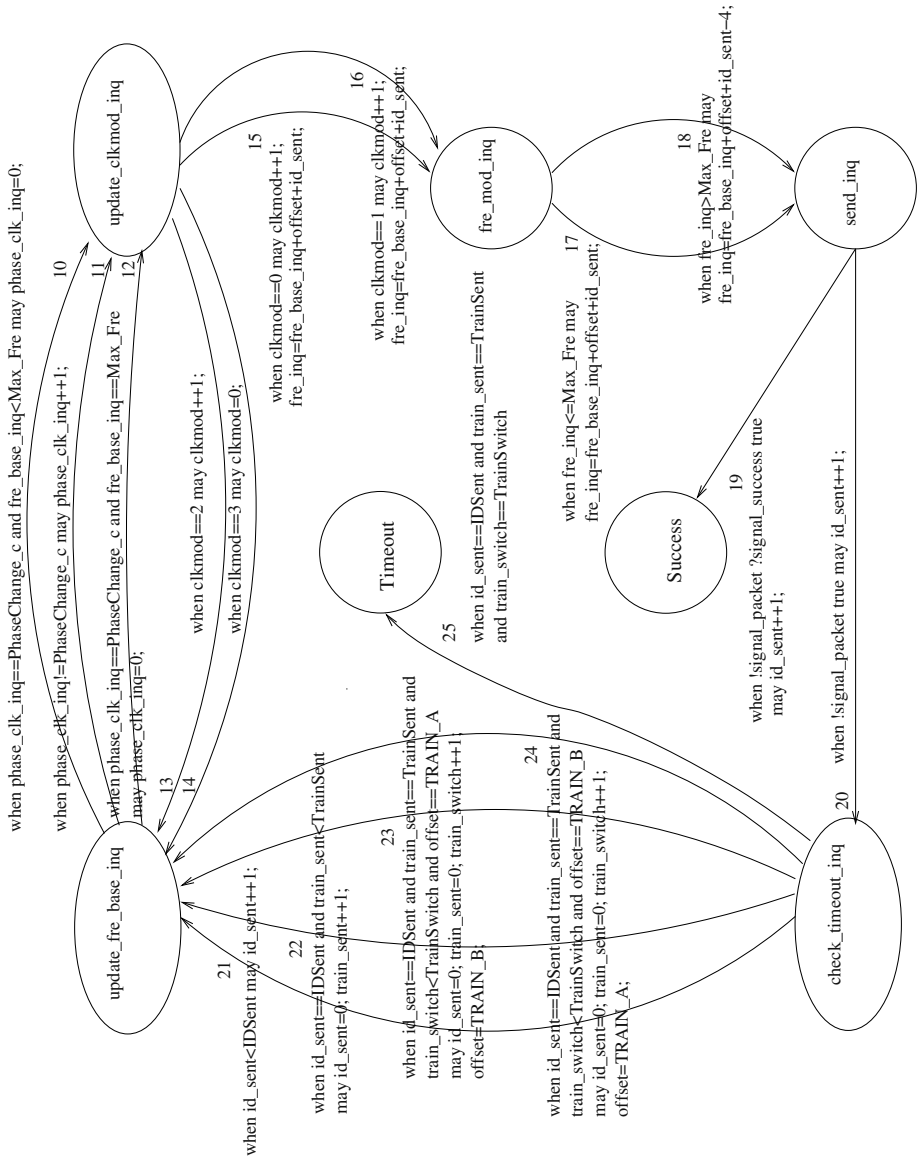 when phase_clk_inq==PhaseChange_c and fre_base_inq<Max_Fre may phase_clk_inq=0;
10
when phase_clk_inq!=PhaseChange_c may phase_clk_inq++1;
11
when phase_clk_inq==PhaseChange_c and fre_base_inq==Max_Fre
may phase_clk_inq=0;
12
update_fre_base_inq
update_clkmod_inq
13
when clkmod==2 may clkmod++1;
14
when clkmod==3 may clkmod=0;
15
when clkmod==0 may clkmod++1;
fre_inq=fre_base_inq+offset+id_sent;
16
when clkmod==1 may clkmod++1;
fre_inq=fre_base_inq+offset+id_sent;
21
when id_sent<IDSent may id_sent++1;
22
when id_sent==IDSent and train_sent<TrainSent
may id_sent=0; train_sent++1;
23
when id_sent==IDSent and train_sent==TrainSent and
train_switch<TrainSwitch and offset==TRAIN_A
may id_sent=0; train_sent=0; train_switch++1;
offset=TRAIN_B;
24
when id_sent==IDSent and train_sent==TrainSent and
train_switch<TrainSwitch and offset==TRAIN_B
may id_sent=0; train_sent=0; train_switch++1;
offset=TRAIN_A;
Timeout
25
when id_sent==IDSent and train_sent==TrainSent
and train_switch==TrainSwitch
fre_mod_inq
17
when fre_inq<=Max_Fre may
fre_inq=fre_base_inq+offset+id_sent;
18
when fre_inq>Max_Fre may
fre_inq=fre_base_inq+offset+id_sent−4;
Success
19
when !signal_packet ?signal_success true
may id_sent++1;
20
when !signal_packet true may id_sent++1;
check_timeout_inq
send_inq